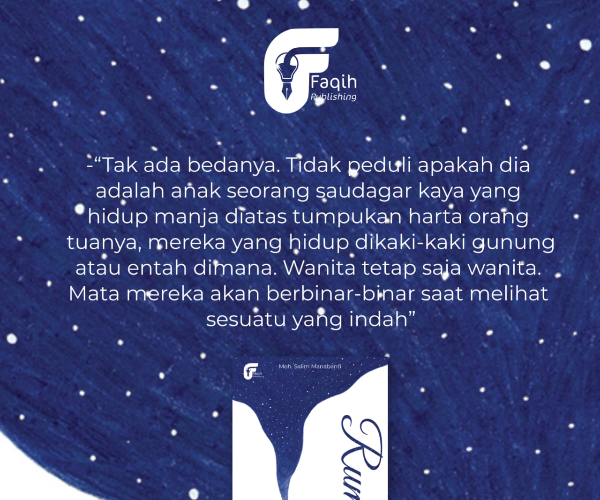 Faqih
Publishing
-“Tak ada bedanya. Tidak peduli apakah dia
adalah anak seorang saudagar kaya yang
hidup manja diatas tumpukan harta orang
tuanya, mereka yang hidup dikaki-kaki gunung
atau entah dimana. Wanita tetap saja wanita.
Mata mereka akan berbinar-binar saat melihat
sesuatu yang indah”
Faqih
Moh. Salim Manabanti
Rum